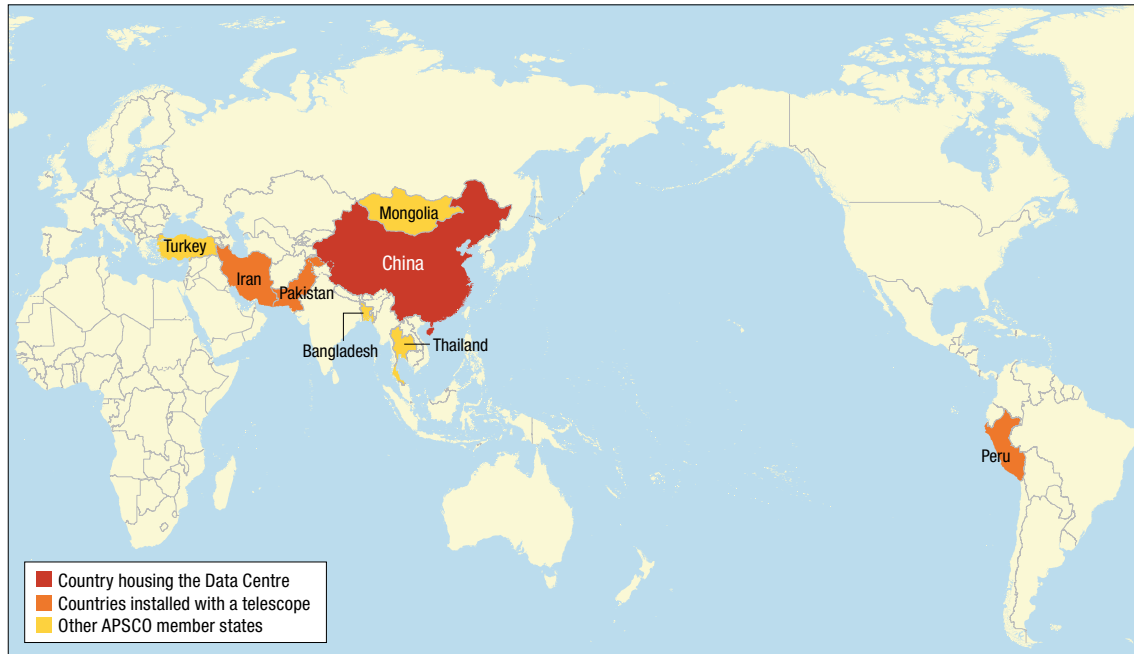 Mongolia
Turkey
China
Iran
Pakistan
Bangladesh
Thailand
Peru
Country housing the Data Centre
Countries installed with a telescope
Other APSCO member states